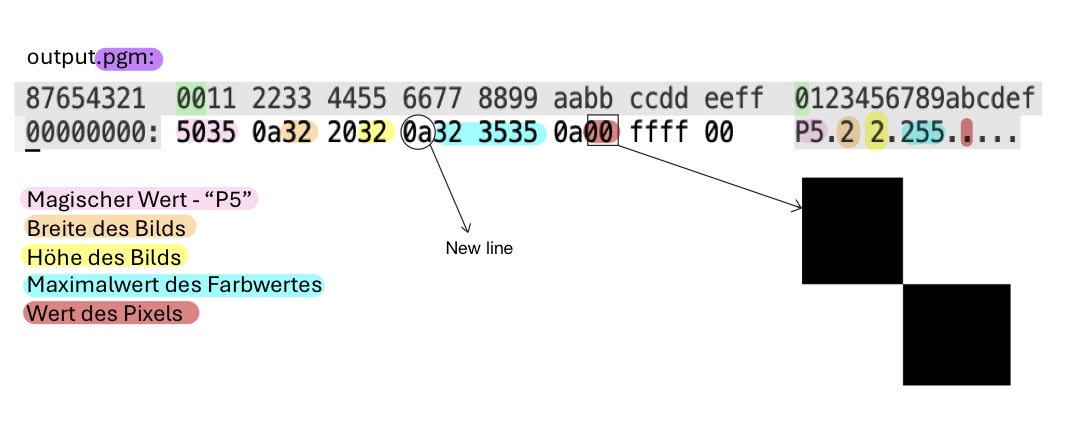 output.pgm:
87654321 0011 2233 4455 6677 8899 aabb ccdd eeff 0123456789abcdef
00000000: 5035 0a32 2032 0a32 3535 0a00 ffff 00 P5.2 2.255.....
Magischer Wert - “P5”
Breite des Bilds
Höhe des Bilds
Maximalwert des Farbwertes
Wert des Pixels
New line